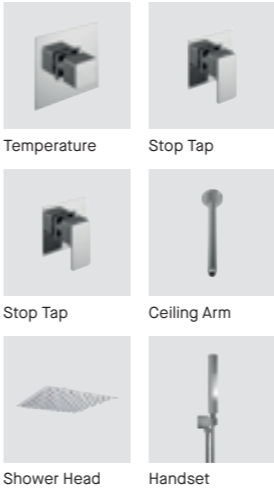 Temperature
Stop Tap
Stop Tap
Ceiling Arm
Shower Head
Handset